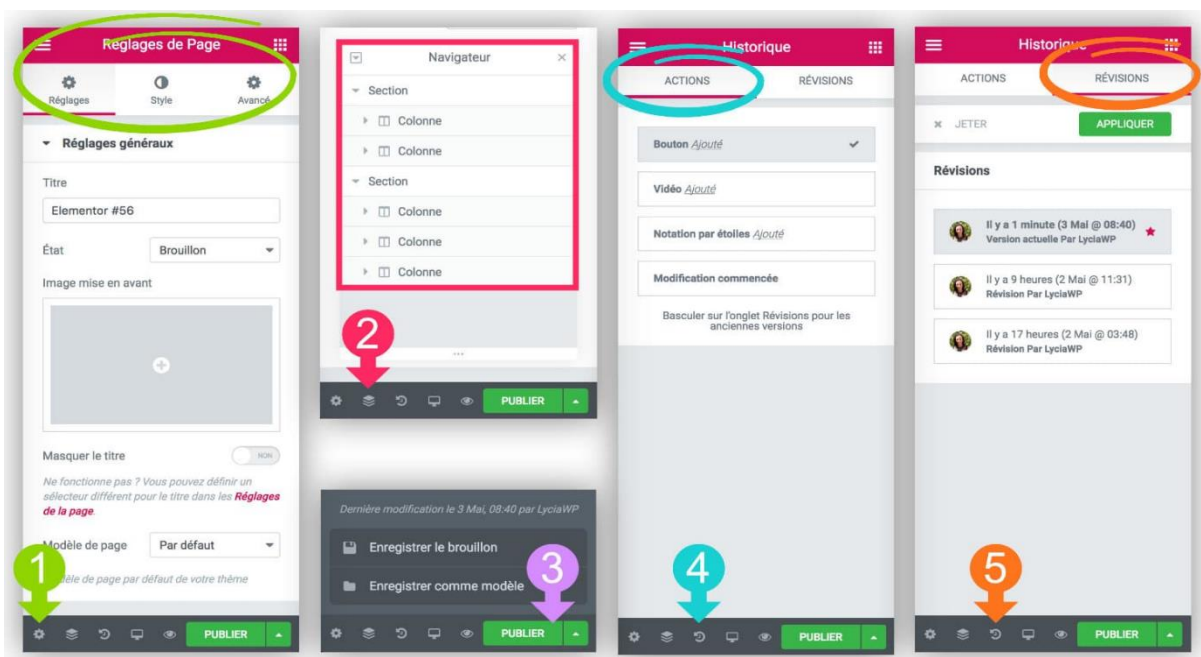 Réglages de Page
Réglages
Style
Avancé
Réglages généraux
Titre
Elementor #56
État
Brouillon
Image mise en avant
Masquer le titre
NON
Ne fonctionne pas ? Vous pouvez définir un
sélecteur différent pour le titre dans les Réglages
de la page.
Modèle de page
Par défaut
de page par défaut de votre thème
1
PUBLIER
Navigateur
Section
Colonne
Colonne
Section
Colonne
Colonne
Colonne
2
PUBLIER
Dernière modification le 3 Mai, 08:40 par LyciaWP
Enregistrer le brouillon
Enregistrer comme modèle
3
PUBLIER
Historique
ACTIONS
RÉVISIONS
Bouton Ajouté
Vidéo Ajouté
Notation par étoiles Ajouté
Modification commencée
Basculer sur l'onglet Révisions pour les
anciennes versions
4
PUBLIER
Historique
ACTIONS
RÉVISIONS
JETER
APPLIQUER
Révisions
Il y a 1 minute (3 Mai @ 08:40)
Version actuelle Par LyciaWP
Il y a 9 heures (2 Mai @ 11:31)
Révision Par LyciaWP
Il y a 17 heures (2 Mai @ 03:48)
Révision Par LyciaWP
5
PUBLIER